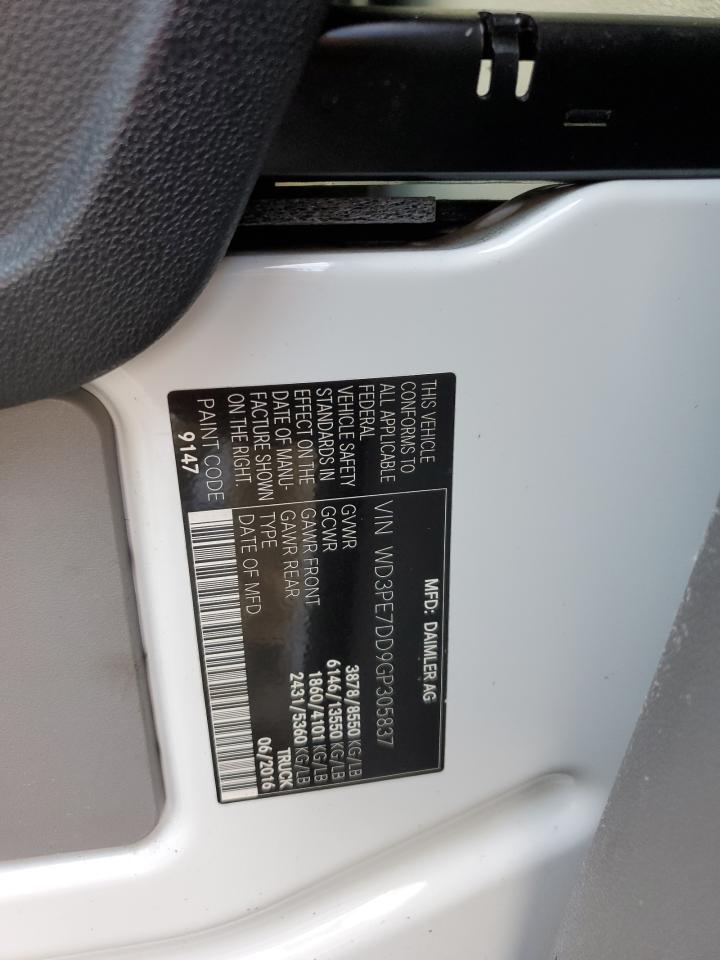 MFD: DAIMLER AG
THIS VEHICLE
CONFORMS TO
ALL APPLICABLE
FEDERAL
VEHICLE SAFETY
STANDARDS IN
EFFECT ON THE
DATE OF MANU-
FACTURE SHOWN
ON THE RIGHT.
PAINT CODE
9147
VIN WD3PE7DD9GP305837
GVWR 3878/8550 KG/LB
GCWR 6146/13550 KG/LB
GAWR FRONT 1860/4101 KG/LB
GAWR REAR 2431/5360 KG/LB
TYPE TRUCK
DATE OF MFD 06/2016